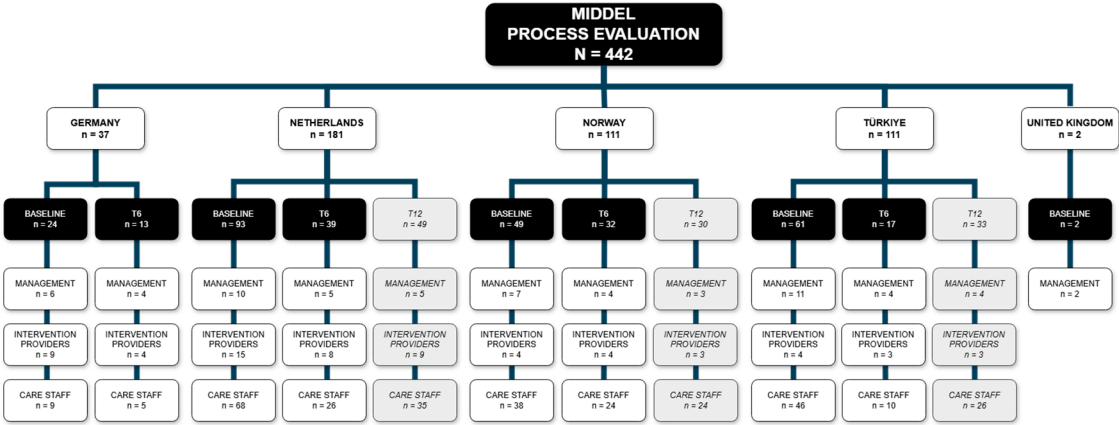 MIDDEL
PROCESS EVALUATION
N = 442
GERMANY
n = 37
NETHERLANDS
n = 181
NORWAY
n = 111
TÜRKİYE
n = 111
UNITED KINGDOM
n = 2
BASELINE
n = 24
T6
n = 13
BASELINE
n = 93
T6
n = 39
T12
n = 49
BASELINE
n = 49
T6
n = 32
T12
n = 30
BASELINE
n = 61
T6
n = 17
T12
n = 33
BASELINE
n = 2
MANAGEMENT
n = 6
MANAGEMENT
n = 4
MANAGEMENT
n = 10
MANAGEMENT
n = 5
MANAGEMENT
n = 5
MANAGEMENT
n = 7
MANAGEMENT
n = 4
MANAGEMENT
n = 3
MANAGEMENT
n = 11
MANAGEMENT
n = 4
MANAGEMENT
n = 4
MANAGEMENT
n = 2
INTERVENTION
PROVIDERS
n = 9
INTERVENTION
PROVIDERS
n = 4
INTERVENTION
PROVIDERS
n = 15
INTERVENTION
PROVIDERS
n = 8
INTERVENTION
PROVIDERS
n = 9
INTERVENTION
PROVIDERS
n = 4
INTERVENTION
PROVIDERS
n = 4
INTERVENTION
PROVIDERS
n = 3
INTERVENTION
PROVIDERS
n = 4
INTERVENTION
PROVIDERS
n = 3
INTERVENTION
PROVIDERS
n = 3
CARE STAFF
n = 9
CARE STAFF
n = 5
CARE STAFF
n = 68
CARE STAFF
n = 26
CARE STAFF
n = 35
CARE STAFF
n = 38
CARE STAFF
n = 24
CARE STAFF
n = 24
CARE STAFF
n = 46
CARE STAFF
n = 10
CARE STAFF
n = 26